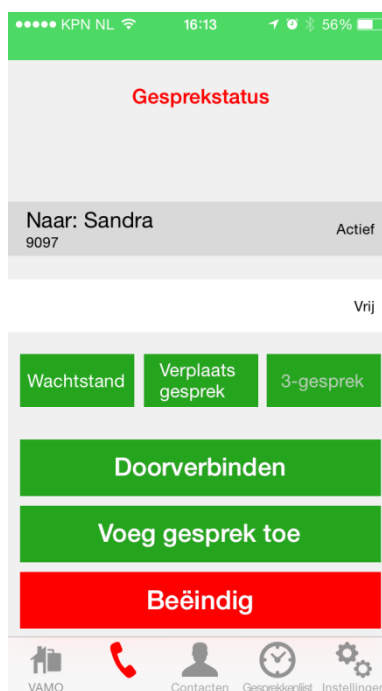 KPN NL 16:13 56%
Gesprekstatus
Naar: Sandra
9097
Actief
Vrij
Wachtstand
Verplaats
gesprek
3-gesprek
Doorverbinden
Voeg gesprek toe
Beëindig
VAMO Contacten Gesprekkenlijst Instellingen